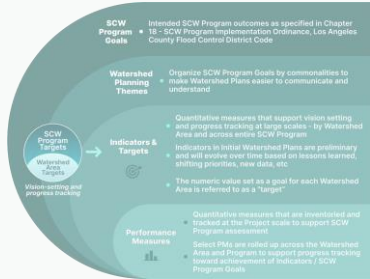 SCW
Program
Goals
Intended SCW Program outcomes as specified in Chapter
18 - SCW Program Implementation Ordinance, Los Angeles
County Flood Control District Code
Watershed
Planning
Themes
Organize SCW Program Goals by commonalities to
make Watershed Plans easier to communicate and
understand
SCW
Program
Targets
Watershed
Area Targets
Vision-setting and
progress tracking
Indicators &
Targets
Quantitative measures that support vision setting
and progress tracking at large scales - by Watershed
Area and across entire SCW Program
Indicators in Initial Watershed Plans are preliminary
and will evolve over time based on lessons learned,
shifting priorities, new data, etc
The numeric value set as a goal for each Watershed
Area is referred to as a "target"
Performance
Measures
Quantitative measures that are inventoried and
tracked at the Project scale to support SCW
Program assessment
Select PMs are rolled up across the Watershed
Area and Program to support progress tracking
toward achievement of Indicators / SCW
Program Goals